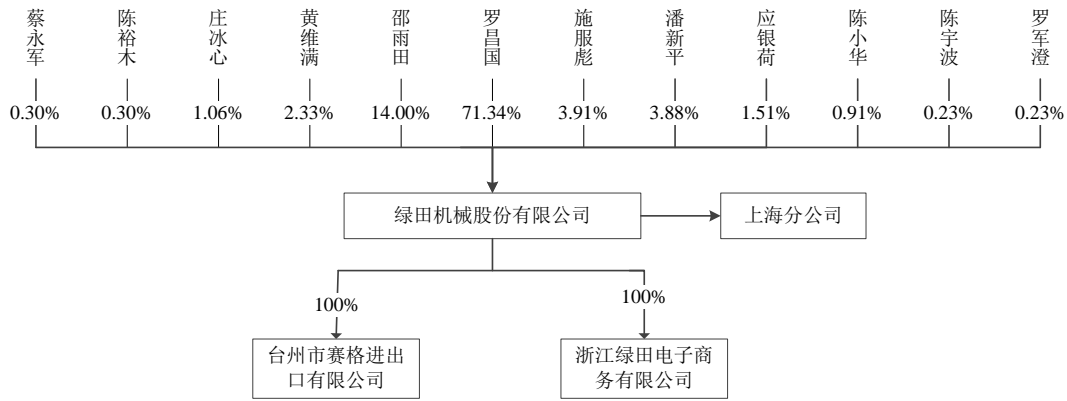 蔡永军
陈裕木
庄冰心
黄维满
邵雨田
罗昌国
施服彪
潘新平
应银荷
陈小华
陈宇波
罗军澄
0.30%
0.30%
1.06%
2.33%
14.00%
71.34%
3.91%
3.88%
1.51%
0.91%
0.23%
0.23%
绿田机械股份有限公司
上海分公司
100%
100%
台州市赛格进出
口有限公司
浙江绿田电子商
务有限公司